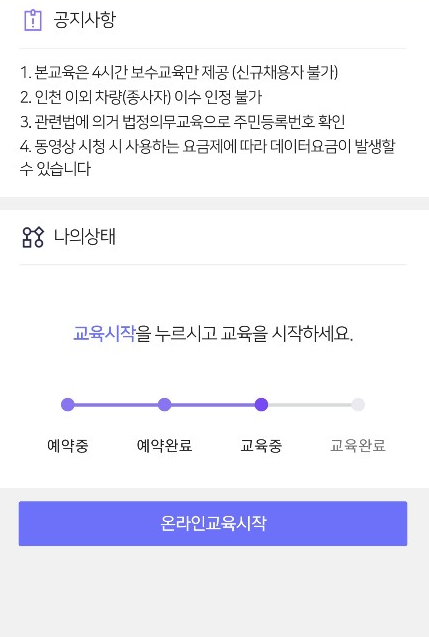 공지사항
1. 본교육은 4시간 보수교육만 제공 (신규채용자 불가)
2. 인천 이외 차량(종사자) 이수 인정 불가
3. 관련법에 의거 법정의무교육으로 주민등록번호 확인
4. 동영상 시청 시 사용하는 요금제에 따라 데이터요금이 발생할
수 있습니다
나의상태
교육시작을 누르시고 교육을 시작하세요.
예약중 예약완료 교육중 교육완료
온라인교육시작